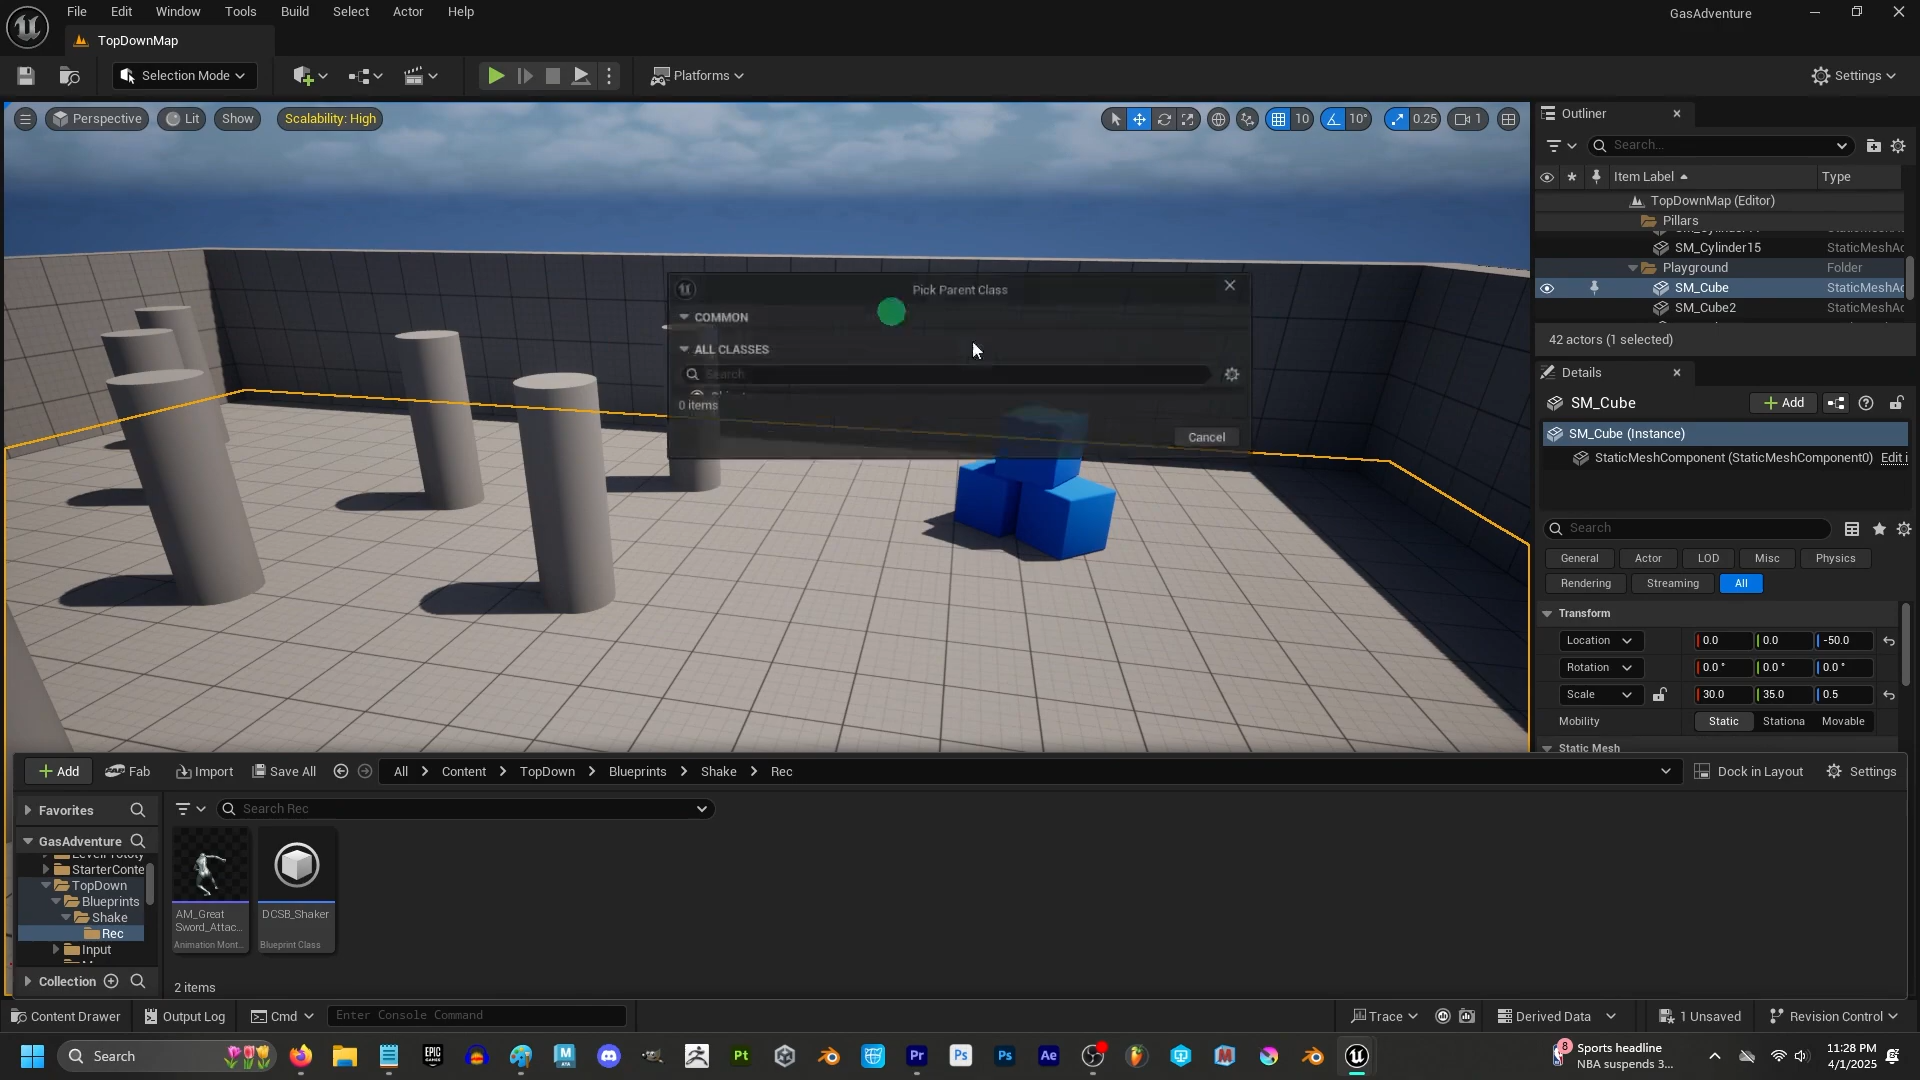 File Edit Window Tools Build Select Actor Help
GasAdventure
TopDownMap
Selection Mode
Platforms
Settings
Perspective Lit Show Scalability: High
10 10° 0.25 1
Pick Parent Class
COMMON
ALL CLASSES
Search
0 items
Cancel
Outliner
Search...
Item Label Type
TopDownMap (Editor)
Pillars
SM_Cylinder15 StaticMeshAc
Playground Folder
SM_Cube StaticMeshAc
SM_Cube2 StaticMeshAc
42 actors (1 selected)
Details
SM_Cube
Add
SM_Cube (Instance)
StaticMeshComponent (StaticMeshComponent0) Edit i
Search
General Actor LOD Misc Physics
Rendering Streaming All
Transform
Location 0.0 0.0 -50.0
Rotation 0.0 ° 0.0 ° 0.0 °
Scale 30.0 35.0 0.5
Mobility Static Stationa Movable
Static Mesh
Add Fab Import Save All All Content TopDown Blueprints Shake Rec Dock in Layout Settings
Favorites
Search Rec
GasAdventure
StarterConte
TopDown
Blueprints
Shake
Rec
Input
Collection
AM_Great
Sword_Attac...
Animation Mont...
DCSB_Shaker
Blueprint Class
2 items
Content Drawer Output Log Cmd Enter Console Command Trace Derived Data 1 Unsaved Revision Control
Search
8
Sports headline
NBA suspends 3...
11:28 PM
4/1/2025